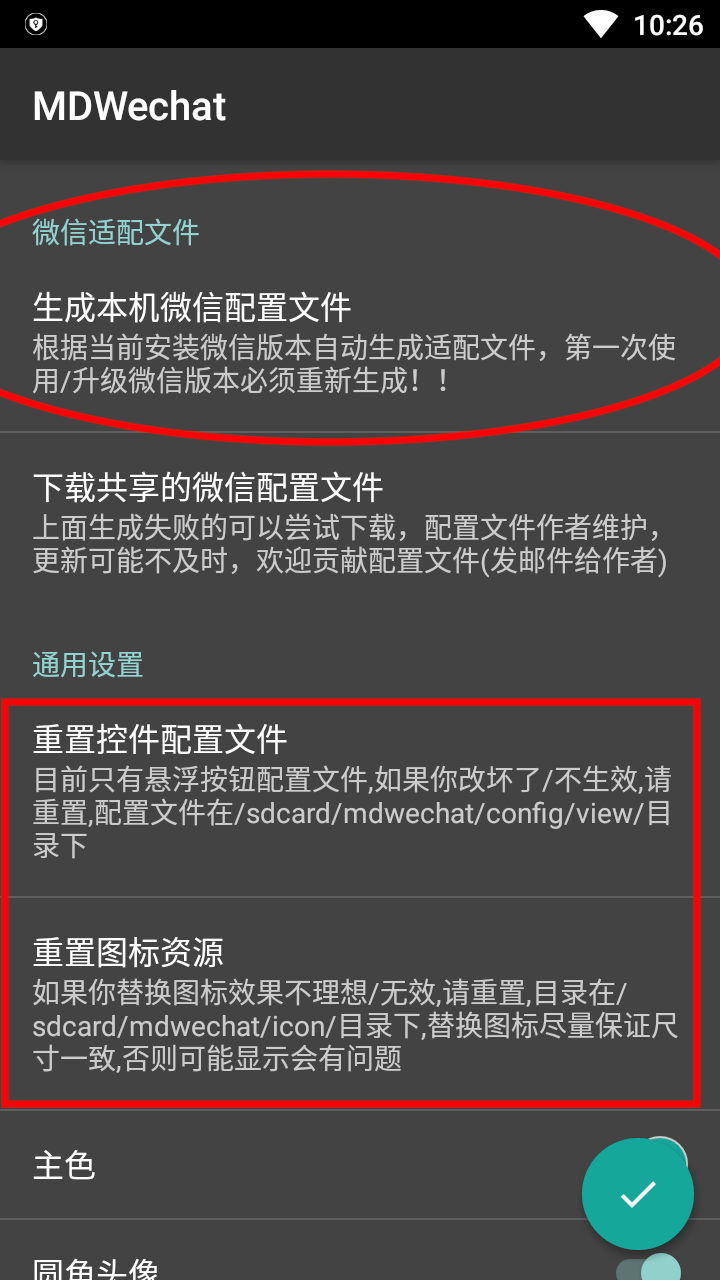 10:26
MDWechat
微信适配文件
生成本机微信配置文件
根据当前安装微信版本自动生成适配文件，第一次使
用/升级微信版本必须重新生成！！
下载共享的微信配置文件
上面生成失败的可以尝试下载，配置文件作者维护，
更新可能不及时，欢迎贡献配置文件(发邮件给作者)
通用设置
重置控件配置文件
目前只有悬浮按钮配置文件,如果你改坏了/不生效,请
重置,配置文件在/sdcard/mdwechat/config/view/目
录下
重置图标资源
如果你替换图标效果不理想/无效,请重置,目录在/
sdcard/mdwechat/icon/目录下,替换图标尽量保证尺
寸一致,否则可能显示会有问题
主色
圆角头像